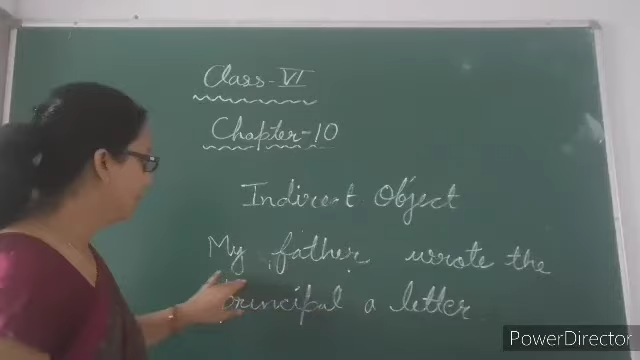 Class-VI
Chapter-10
Indirect Object
My father wrote the
Principal a letter
PowerDirector